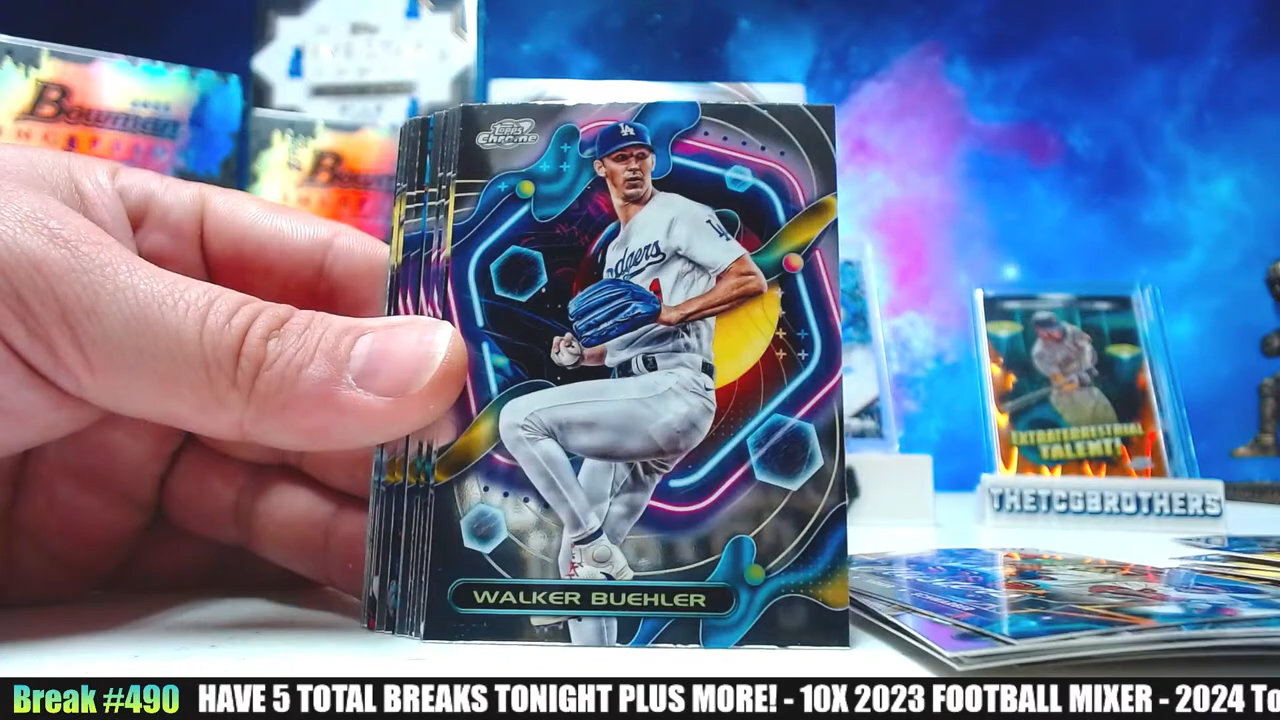 Bowman
Bowman
Topps
Chrome
LA
Dodgers
WALKER BUEHLER
EXTRATERRESTRIAL
TALENT!
THETCGBROTHERS
Break #490 HAVE 5 TOTAL BREAKS TONIGHT PLUS MORE! - 10X 2023 FOOTBALL MIXER - 2024 To